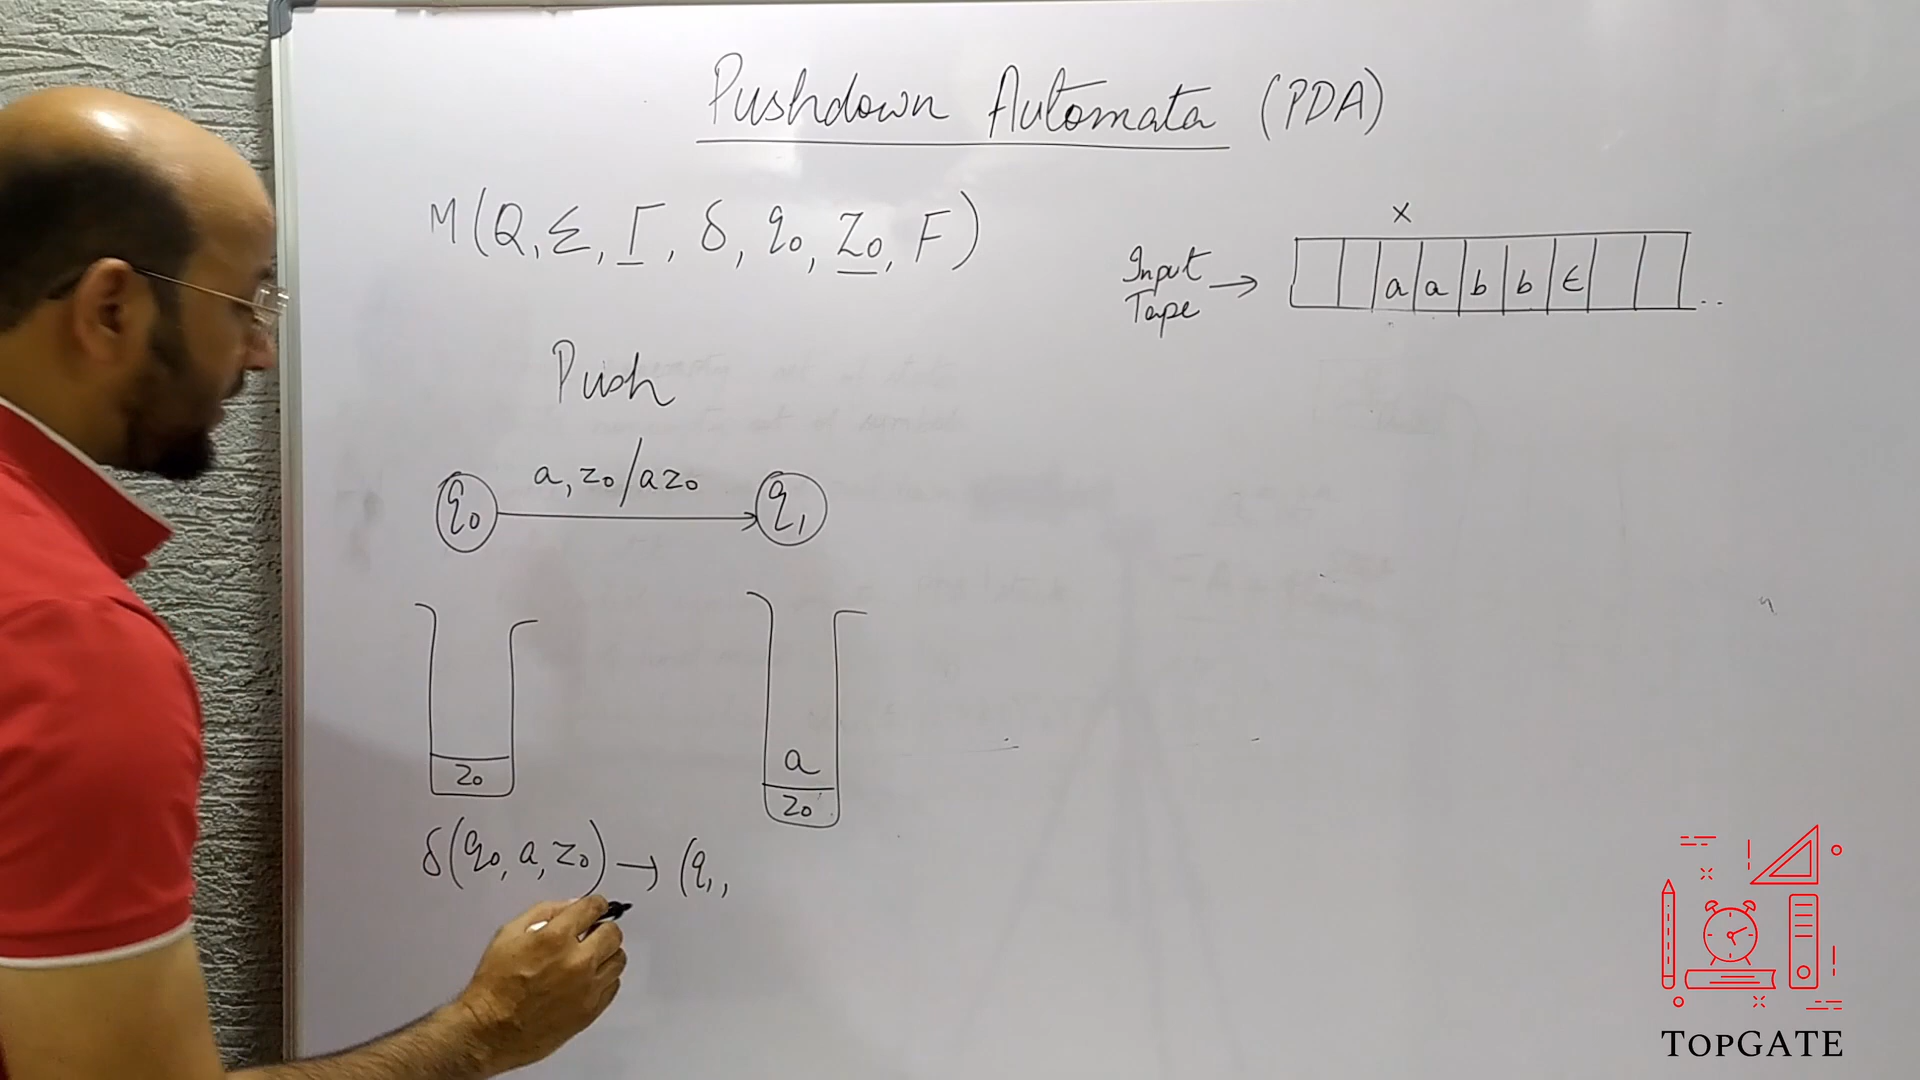 Pushdown Automata (PDA)
M(Q, Σ, Γ, δ, q₀, Z₀, F)
x
Input Tape →
a a b b ε ..
Push
q₀ a, z₀/az₀ q₁
z₀
a
z₀
δ(q₀, a, z₀) → (q₁,
TOPGATE